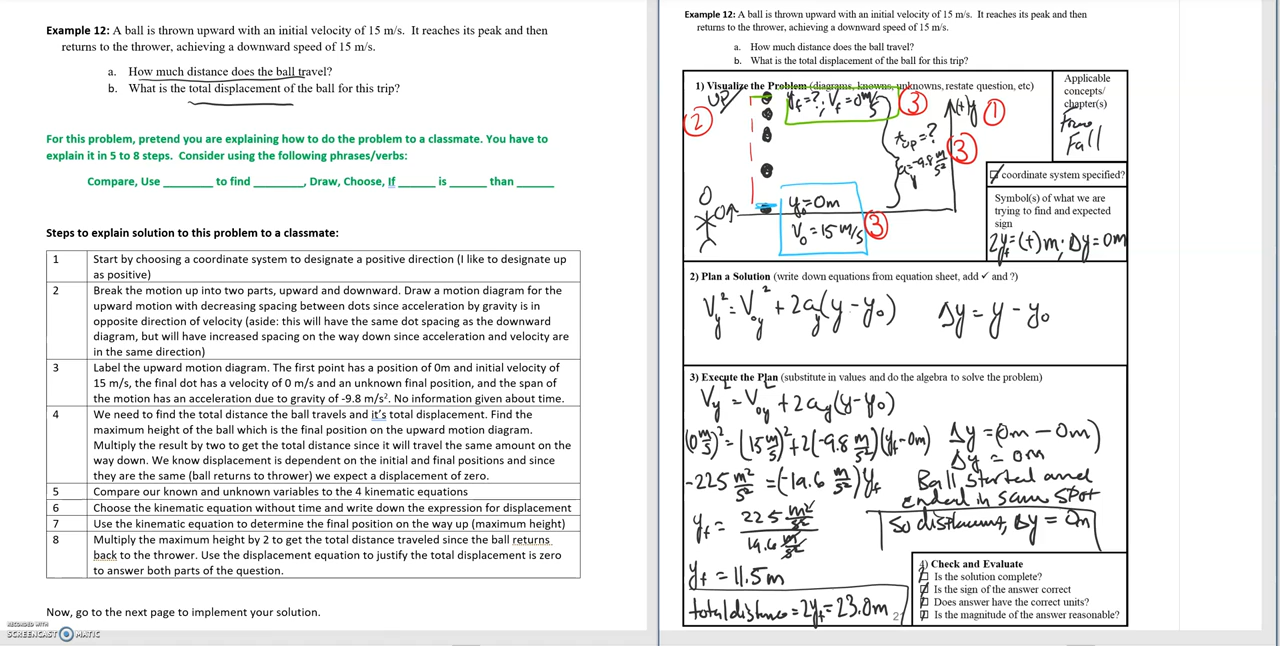 Example 12: A ball is thrown upward with an initial velocity of 15 m/s. It reaches its peak and then
returns to the thrower, achieving a downward speed of 15 m/s.
a. How much distance does the ball travel?
b. What is the total displacement of the ball for this trip?
For this problem, pretend you are explaining how to do the problem to a classmate. You have to
explain it in 5 to 8 steps. Consider using the following phrases/verbs:
Compare, Use ______ to find ______, Draw, Choose, If _____ is _____ than _____
Steps to explain solution to this problem to a classmate:
1 Start by choosing a coordinate system to designate a positive direction (I like to designate up
as positive)
2 Break the motion up into two parts, upward and downward. Draw a motion diagram for the
upward motion with decreasing spacing between dots since acceleration by gravity is in
opposite direction of velocity (aside: this will have the same dot spacing as the downward
diagram, but will have increased spacing on the way down since acceleration and velocity are
in the same direction)
3 Label the upward motion diagram. The first point has a position of 0m and initial velocity of
15 m/s, the final dot has a velocity of 0 m/s and an unknown final position, and the span of
the motion has an acceleration due to gravity of -9.8 m/s². No information given about time.
4 We need to find the total distance the ball travels and it's total displacement. Find the
maximum height of the ball which is the final position on the upward motion diagram.
Multiply the result by two to get the total distance since it will travel the same amount on the
way down. We know displacement is dependent on the initial and final positions and since
they are the same (ball returns to thrower) we expect a displacement of zero.
5 Compare our known and unknown variables to the 4 kinematic equations
6 Choose the kinematic equation without time and write down the expression for displacement
7 Use the kinematic equation to determine the final position on the way up (maximum height)
8 Multiply the maximum height by 2 to get the total distance traveled since the ball returns
back to the thrower. Use the displacement equation to justify the total displacement is zero
to answer both parts of the question.
Now, go to the next page to implement your solution.
RECORDED WITH
SCREENCAST MATIC
Example 12: A ball is thrown upward with an initial velocity of 15 m/s. It reaches its peak and then
returns to the thrower, achieving a downward speed of 15 m/s.
a. How much distance does the ball travel?
b. What is the total displacement of the ball for this trip?
1) Visualize the Problem (diagrams, knowns, unknowns, restate question, etc)
UP
②
y_f=?; V_f=0 m/s ③
(+)y ①
t_up=?
a_y=-9.8 m/s² ③
y₀=0m
V₀=15 m/s ③
Applicable
concepts/
chapter(s)
Free
Fall
coordinate system specified?
Symbol(s) of what we are
trying to find and expected
sign
2y_f=(+)m; Δy=0m
2) Plan a Solution (write down equations from equation sheet, add ✓ and ?)
V_y²=V_oy²+2a_y(y-y₀) Δy=y-y₀
3) Execute the Plan (substitute in values and do the algebra to solve the problem)
V_y²=V_oy²+2a_y(y-y₀)
(0 m/s)²=(15 m/s)²+2(-9.8 m/s²)(y_f-0m) Δy=(0m-0m)
Δy=0m
-225 m²/s²=(-19.6 m/s²)y_f Ball started and
ended in same spot
y_f = 225 m²/s² / 19.6 m/s² so displacement, Δy=0m
y_f=11.5m
total distance=2y_f=23.0m
2
4) Check and Evaluate
Is the solution complete?
Is the sign of the answer correct
Does answer have the correct units?
Is the magnitude of the answer reasonable?